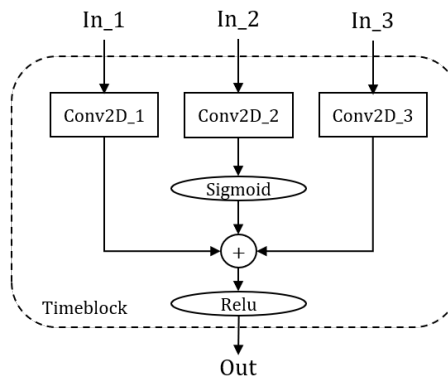 In_1 In_2 In_3
Conv2D_1 Conv2D_2 Conv2D_3
Sigmoid
+
Relu
Timeblock
Out